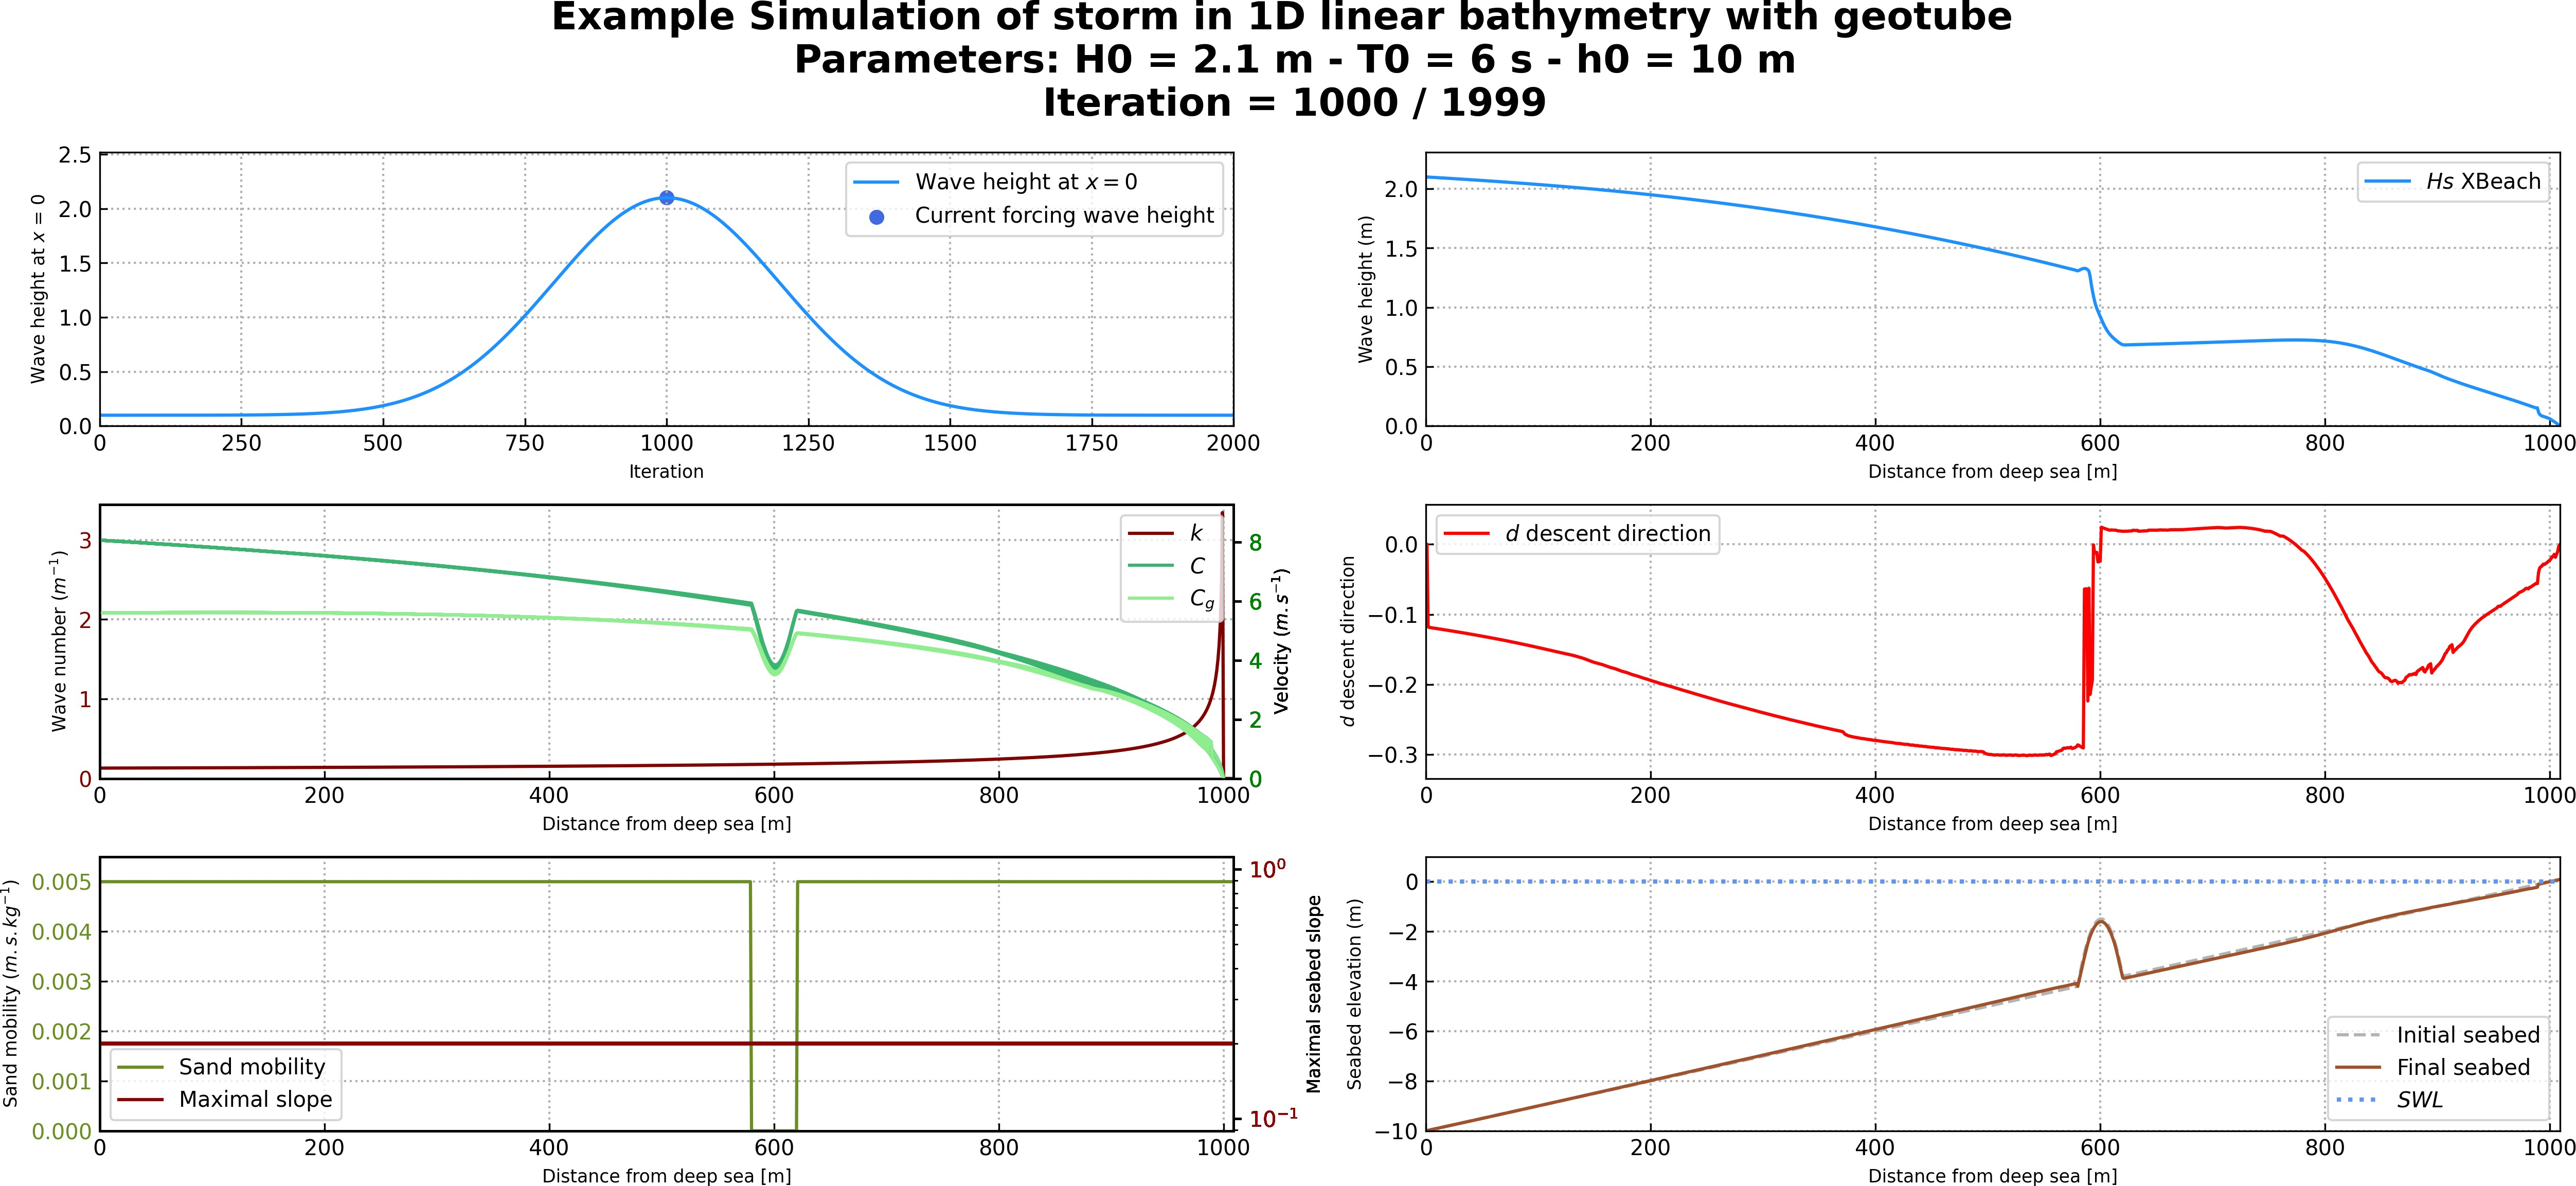 Example Simulation of storm in 1D linear bathymetry with geotube
Parameters: H0 = 2.1 m - T0 = 6 s - h0 = 10 m
Iteration = 1000 / 1999
Wave height at x = 0
2.5
2.0
1.5
1.0
0.5
0.0
0 250 500 750 1000 1250 1500 1750 2000
Iteration
Wave height at x = 0
Current forcing wave height
Wave height (m)
2.0
1.5
1.0
0.5
0.0
0 200 400 600 800 1000
Distance from deep sea [m]
Hs XBeach
Wave number (m⁻¹)
3
2
1
0
0 200 400 600 800 1000
Distance from deep sea [m]
k
C
C_g
8
6
4
2
0
Velocity (m.s⁻¹)
d descent direction
0.0
−0.1
−0.2
−0.3
0 200 400 600 800 1000
Distance from deep sea [m]
d descent direction
Sand mobility (m.s.kg⁻¹)
0.005
0.004
0.003
0.002
0.001
0.000
0 200 400 600 800 1000
Distance from deep sea [m]
Sand mobility
Maximal slope
10⁰
10⁻¹
Maximal seabed slope
Seabed elevation (m)
0
−2
−4
−6
−8
−10
0 200 400 600 800 1000
Distance from deep sea [m]
Initial seabed
Final seabed
SWL